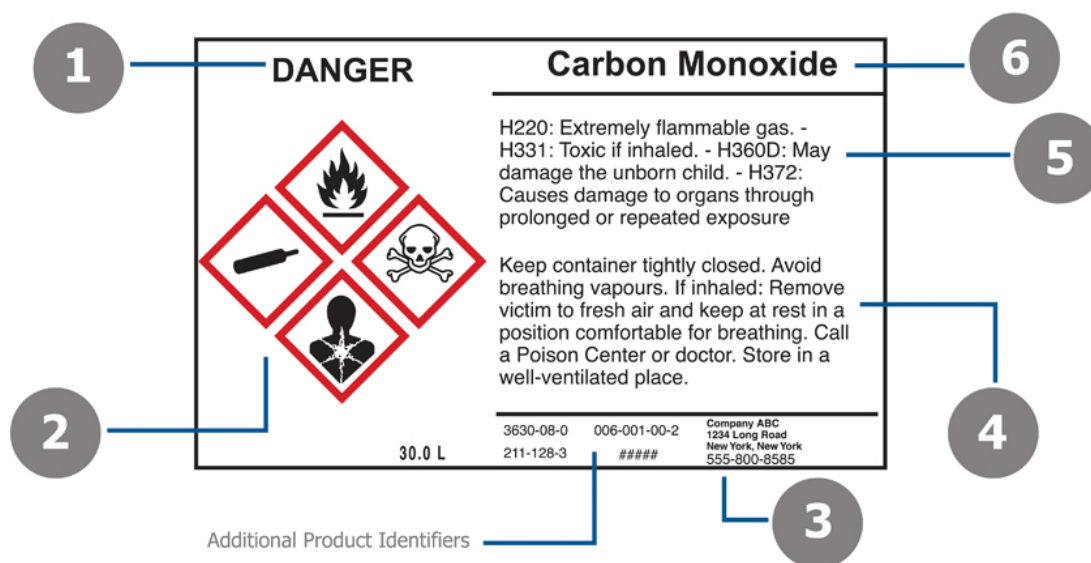 1
DANGER
Carbon Monoxide
6
H220: Extremely flammable gas. -
H331: Toxic if inhaled. - H360D: May
damage the unborn child. - H372:
Causes damage to organs through
prolonged or repeated exposure
5
Keep container tightly closed. Avoid
breathing vapours. If inhaled: Remove
victim to fresh air and keep at rest in a
position comfortable for breathing. Call
a Poison Center or doctor. Store in a
well-ventilated place.
4
2
30.0 L
3630-08-0 006-001-00-2
211-128-3 #####
Company ABC
1234 Long Road
New York, New York
555-800-8585
3
Additional Product Identifiers